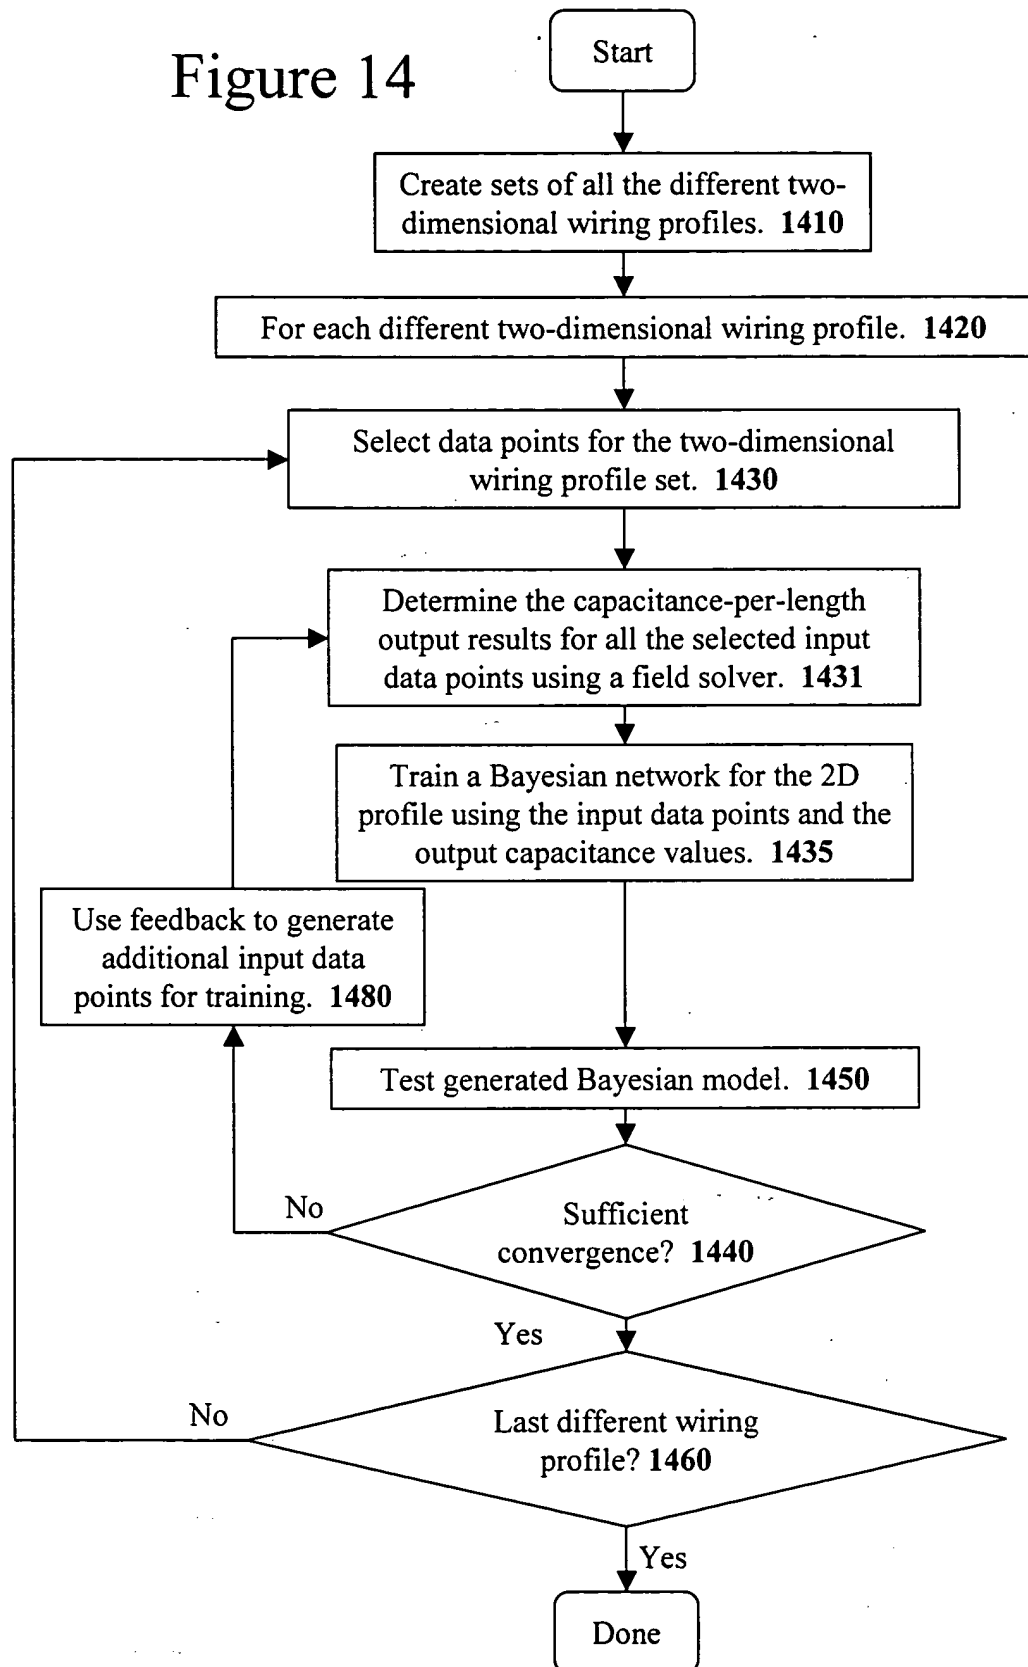 Figure 14
Start
Create sets of all the different two-
dimensional wiring profiles. 1410
For each different two-dimensional wiring profile. 1420
Select data points for the two-dimensional
wiring profile set. 1430
Determine the capacitance-per-length
output results for all the selected input
data points using a field solver. 1431
Train a Bayesian network for the 2D
profile using the input data points and the
output capacitance values. 1435
Use feedback to generate
additional input data
points for training. 1480
Test generated Bayesian model. 1450
No
Sufficient
convergence? 1440
Yes
No
Last different wiring
profile? 1460
Yes
Done